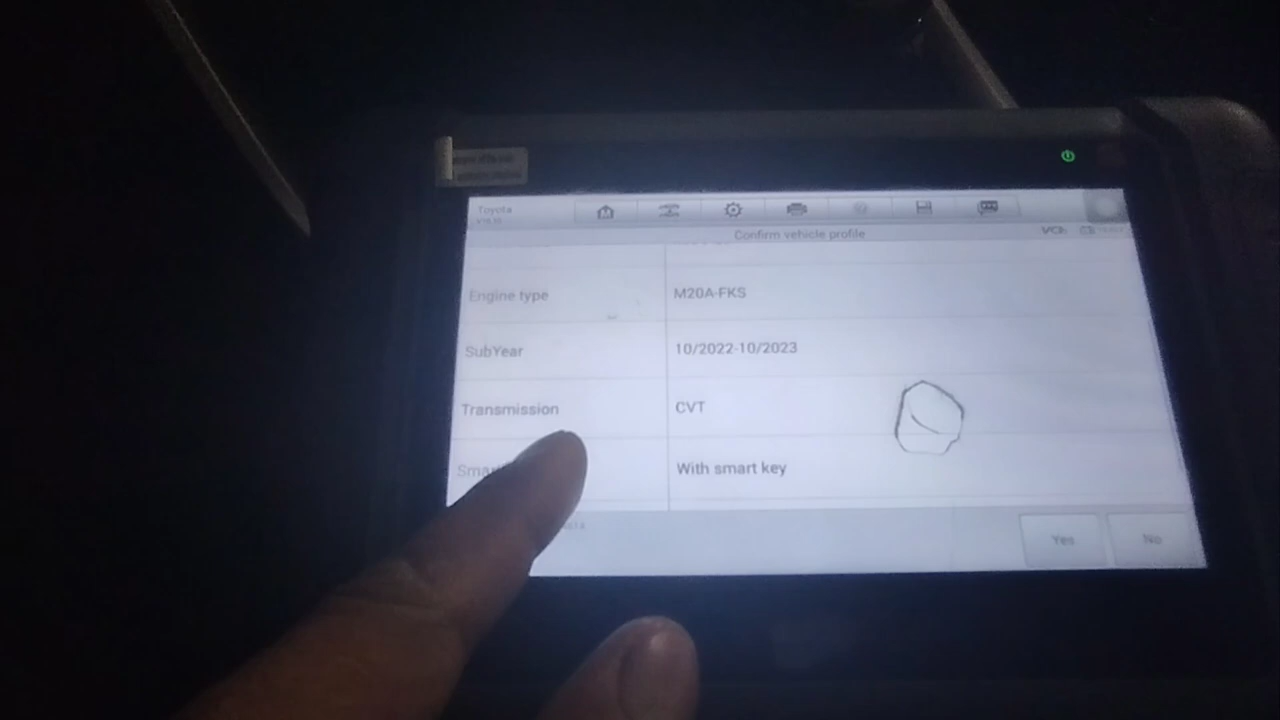 Toyota
Confirm vehicle profile
VCI
Engine type
M20A-FKS
SubYear
10/2022-10/2023
Transmission
CVT
With smart key
Yes
No